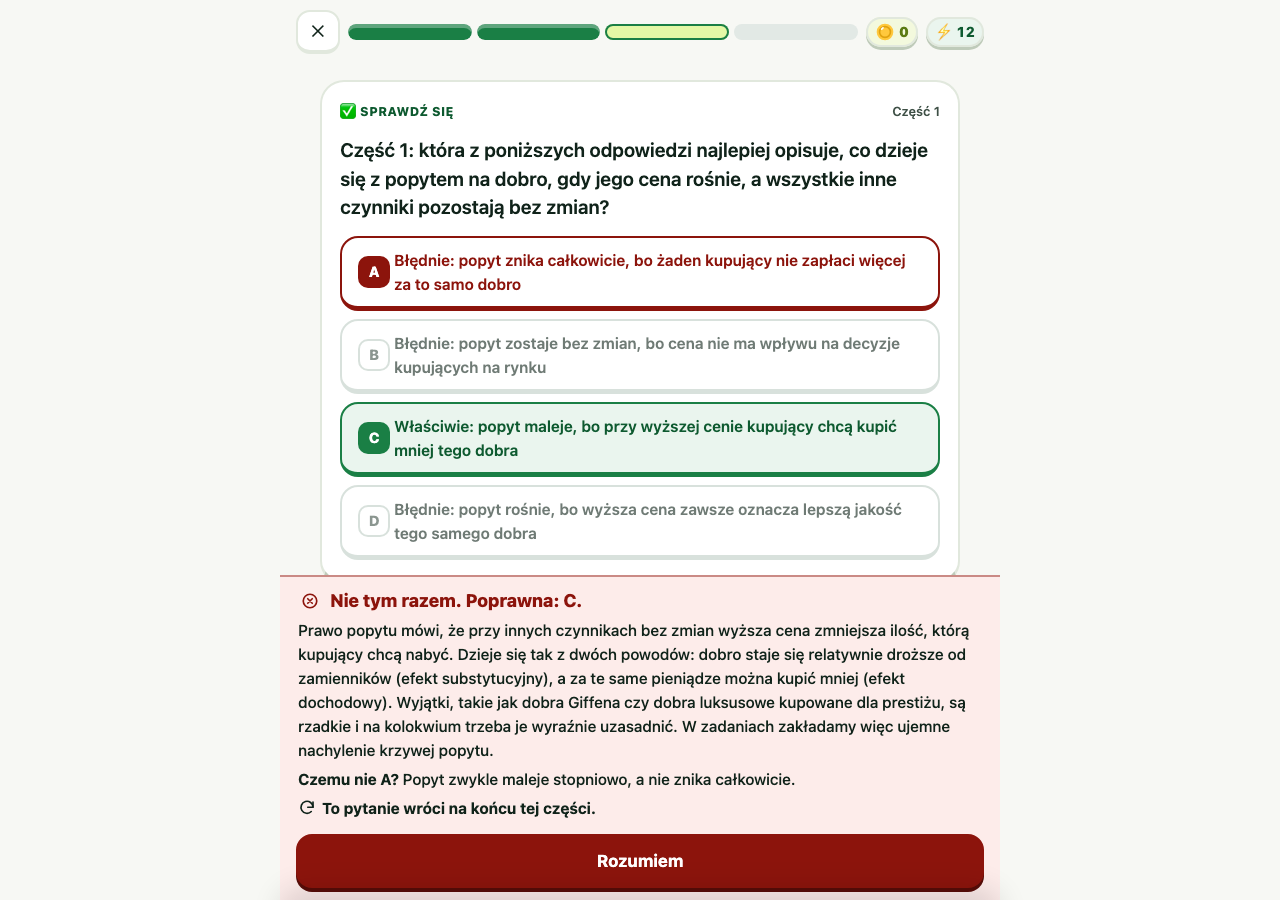 0
12
SPRAWDŹ SIĘ
Część 1
Część 1: która z poniższych odpowiedzi najlepiej opisuje, co dzieje
się z popytem na dobro, gdy jego cena rośnie, a wszystkie inne
czynniki pozostają bez zmian?
A
Błędnie: popyt znika całkowicie, bo żaden kupujący nie zapłaci więcej
za to samo dobro
B
Błędnie: popyt zostaje bez zmian, bo cena nie ma wpływu na decyzje
kupujących na rynku
C
Właściwie: popyt maleje, bo przy wyższej cenie kupujący chcą kupić
mniej tego dobra
D
Błędnie: popyt rośnie, bo wyższa cena zawsze oznacza lepszą jakość
tego samego dobra
Nie tym razem. Poprawna: C.
Prawo popytu mówi, że przy innych czynnikach bez zmian wyższa cena zmniejsza ilość, którą
kupujący chcą nabyć. Dzieje się tak z dwóch powodów: dobro staje się relatywnie droższe od
zamienników (efekt substytucyjny), a za te same pieniądze można kupić mniej (efekt
dochodowy). Wyjątki, takie jak dobra Giffena czy dobra luksusowe kupowane dla prestiżu, są
rzadkie i na kolokwium trzeba je wyraźnie uzasadnić. W zadaniach zakładamy więc ujemne
nachylenie krzywej popytu.
Czemu nie A? Popyt zwykle maleje stopniowo, a nie znika całkowicie.
To pytanie wróci na końcu tej części.
Rozumiem